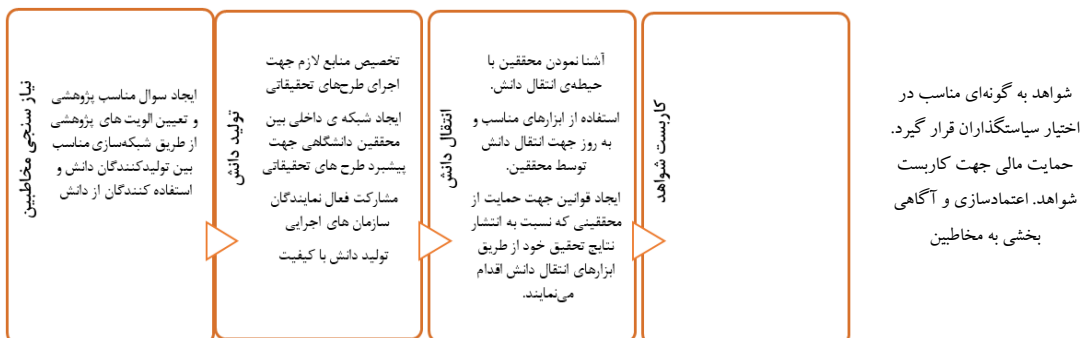 نیاز سنجی مخاطبین
ایجاد سوال مناسب پژوهشی
و تعیین الویت های پژوهشی
از طریق شبکه‌سازی مناسب
بین تولیدکنندگان دانش و
استفاده کنندگان از دانش
تولید دانش
تخصیص منابع لازم جهت
اجرای طرح‌های تحقیقاتی
ایجاد شبکه ی داخلی بین
محققین دانشگاهی جهت
پیشبرد طرح های تحقیقاتی
مشارکت فعال نمایندگان
سازمان های اجرایی
تولید دانش با کیفیت
انتقال دانش
آشنا نمودن محققین با
حیطه‌ی انتقال دانش.
استفاده از ابزارهای مناسب و
به روز جهت انتقال دانش
توسط محققین.
ایجاد قوانین جهت حمایت از
محققینی که نسبت به انتشار
نتایج تحقیق خود از طریق
ابزارهای انتقال دانش اقدام
می‌نمایند.
کاربست شواهد
شواهد به گونه‌ای مناسب در
اختیار سیاستگذاران قرار گیرد.
حمایت مالی جهت کاربست
شواهد. اعتمادسازی و آگاهی
بخشی به مخاطبین